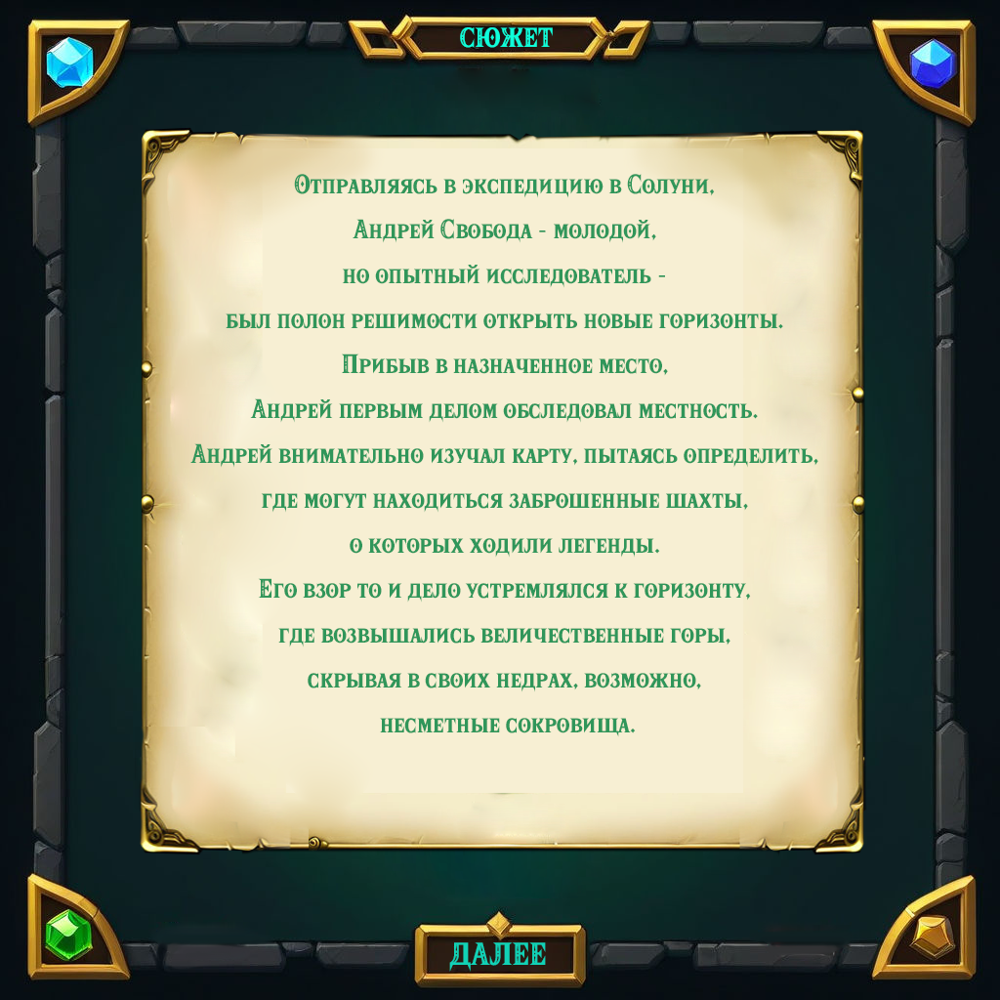 СЮЖЕТ
Отправляясь в экспедицию в Солуни,
Андрей Свобода - молодой,
но опытный исследователь -
был полон решимости открыть новые горизонты.
Прибыв в назначенное место,
Андрей первым делом обследовал местность.
Андрей внимательно изучал карту, пытаясь определить,
где могут находиться заброшенные шахты,
о которых ходили легенды.
Его взор то и дело устремлялся к горизонту,
где возвышались величественные горы,
скрывая в своих недрах, возможно,
несметные сокровища.
ДАЛЕЕ